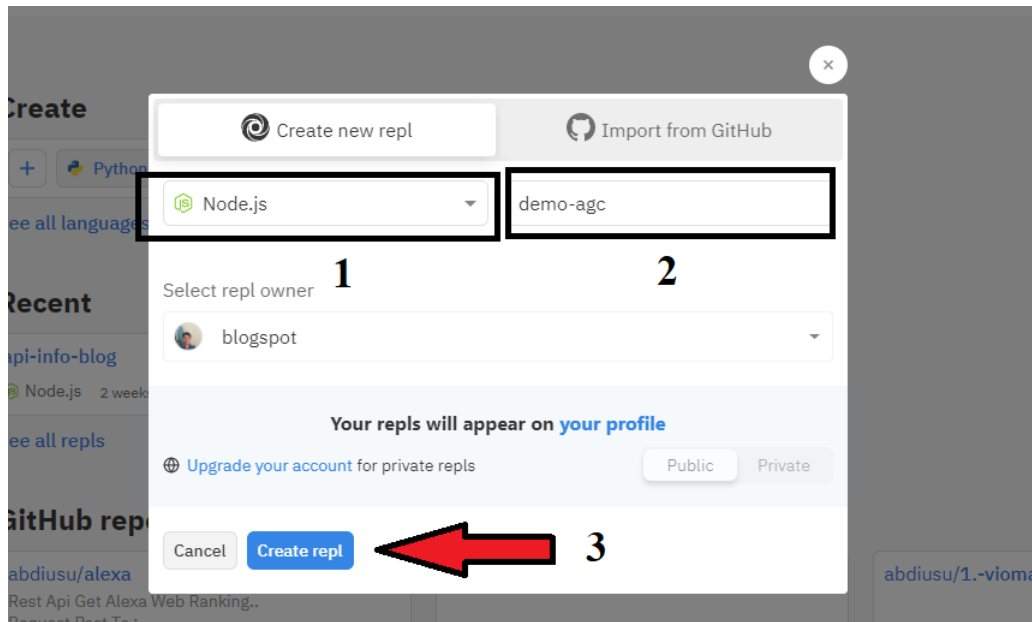 Create
Create new repl
Import from GitHub
+ Python
Node.js
demo-agc
ee all languages
1
2
Select repl owner
Recent
blogspot
api-info-blog
Node.js 2 week
Your repls will appear on your profile
ee all repls
Upgrade your account for private repls
Public
Private
GitHub rep
Cancel
Create repl
3
abdiusu/alexa
abdiusu/1.-vioma
Rest Api Get Alexa Web Ranking..